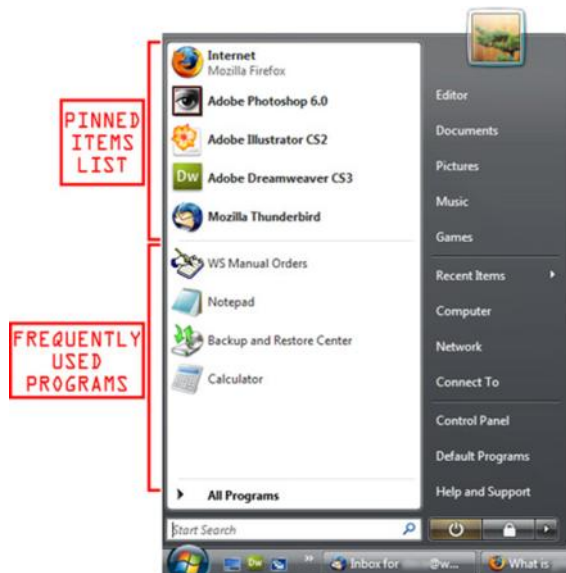 PINNED
ITEMS
LIST
Internet
Mozilla Firefox
Adobe Photoshop 6.0
Adobe Illustrator CS2
Dw
Adobe Dreamweaver CS3
Mozilla Thunderbird
FREQUENTLY
USED
PROGRAMS
WS Manual Orders
Notepad
Backup and Restore Center
Calculator
All Programs
Start Search
Editor
Documents
Pictures
Music
Games
Recent Items
Computer
Network
Connect To
Control Panel
Default Programs
Help and Support
Dw
Inbox for @w...
What is